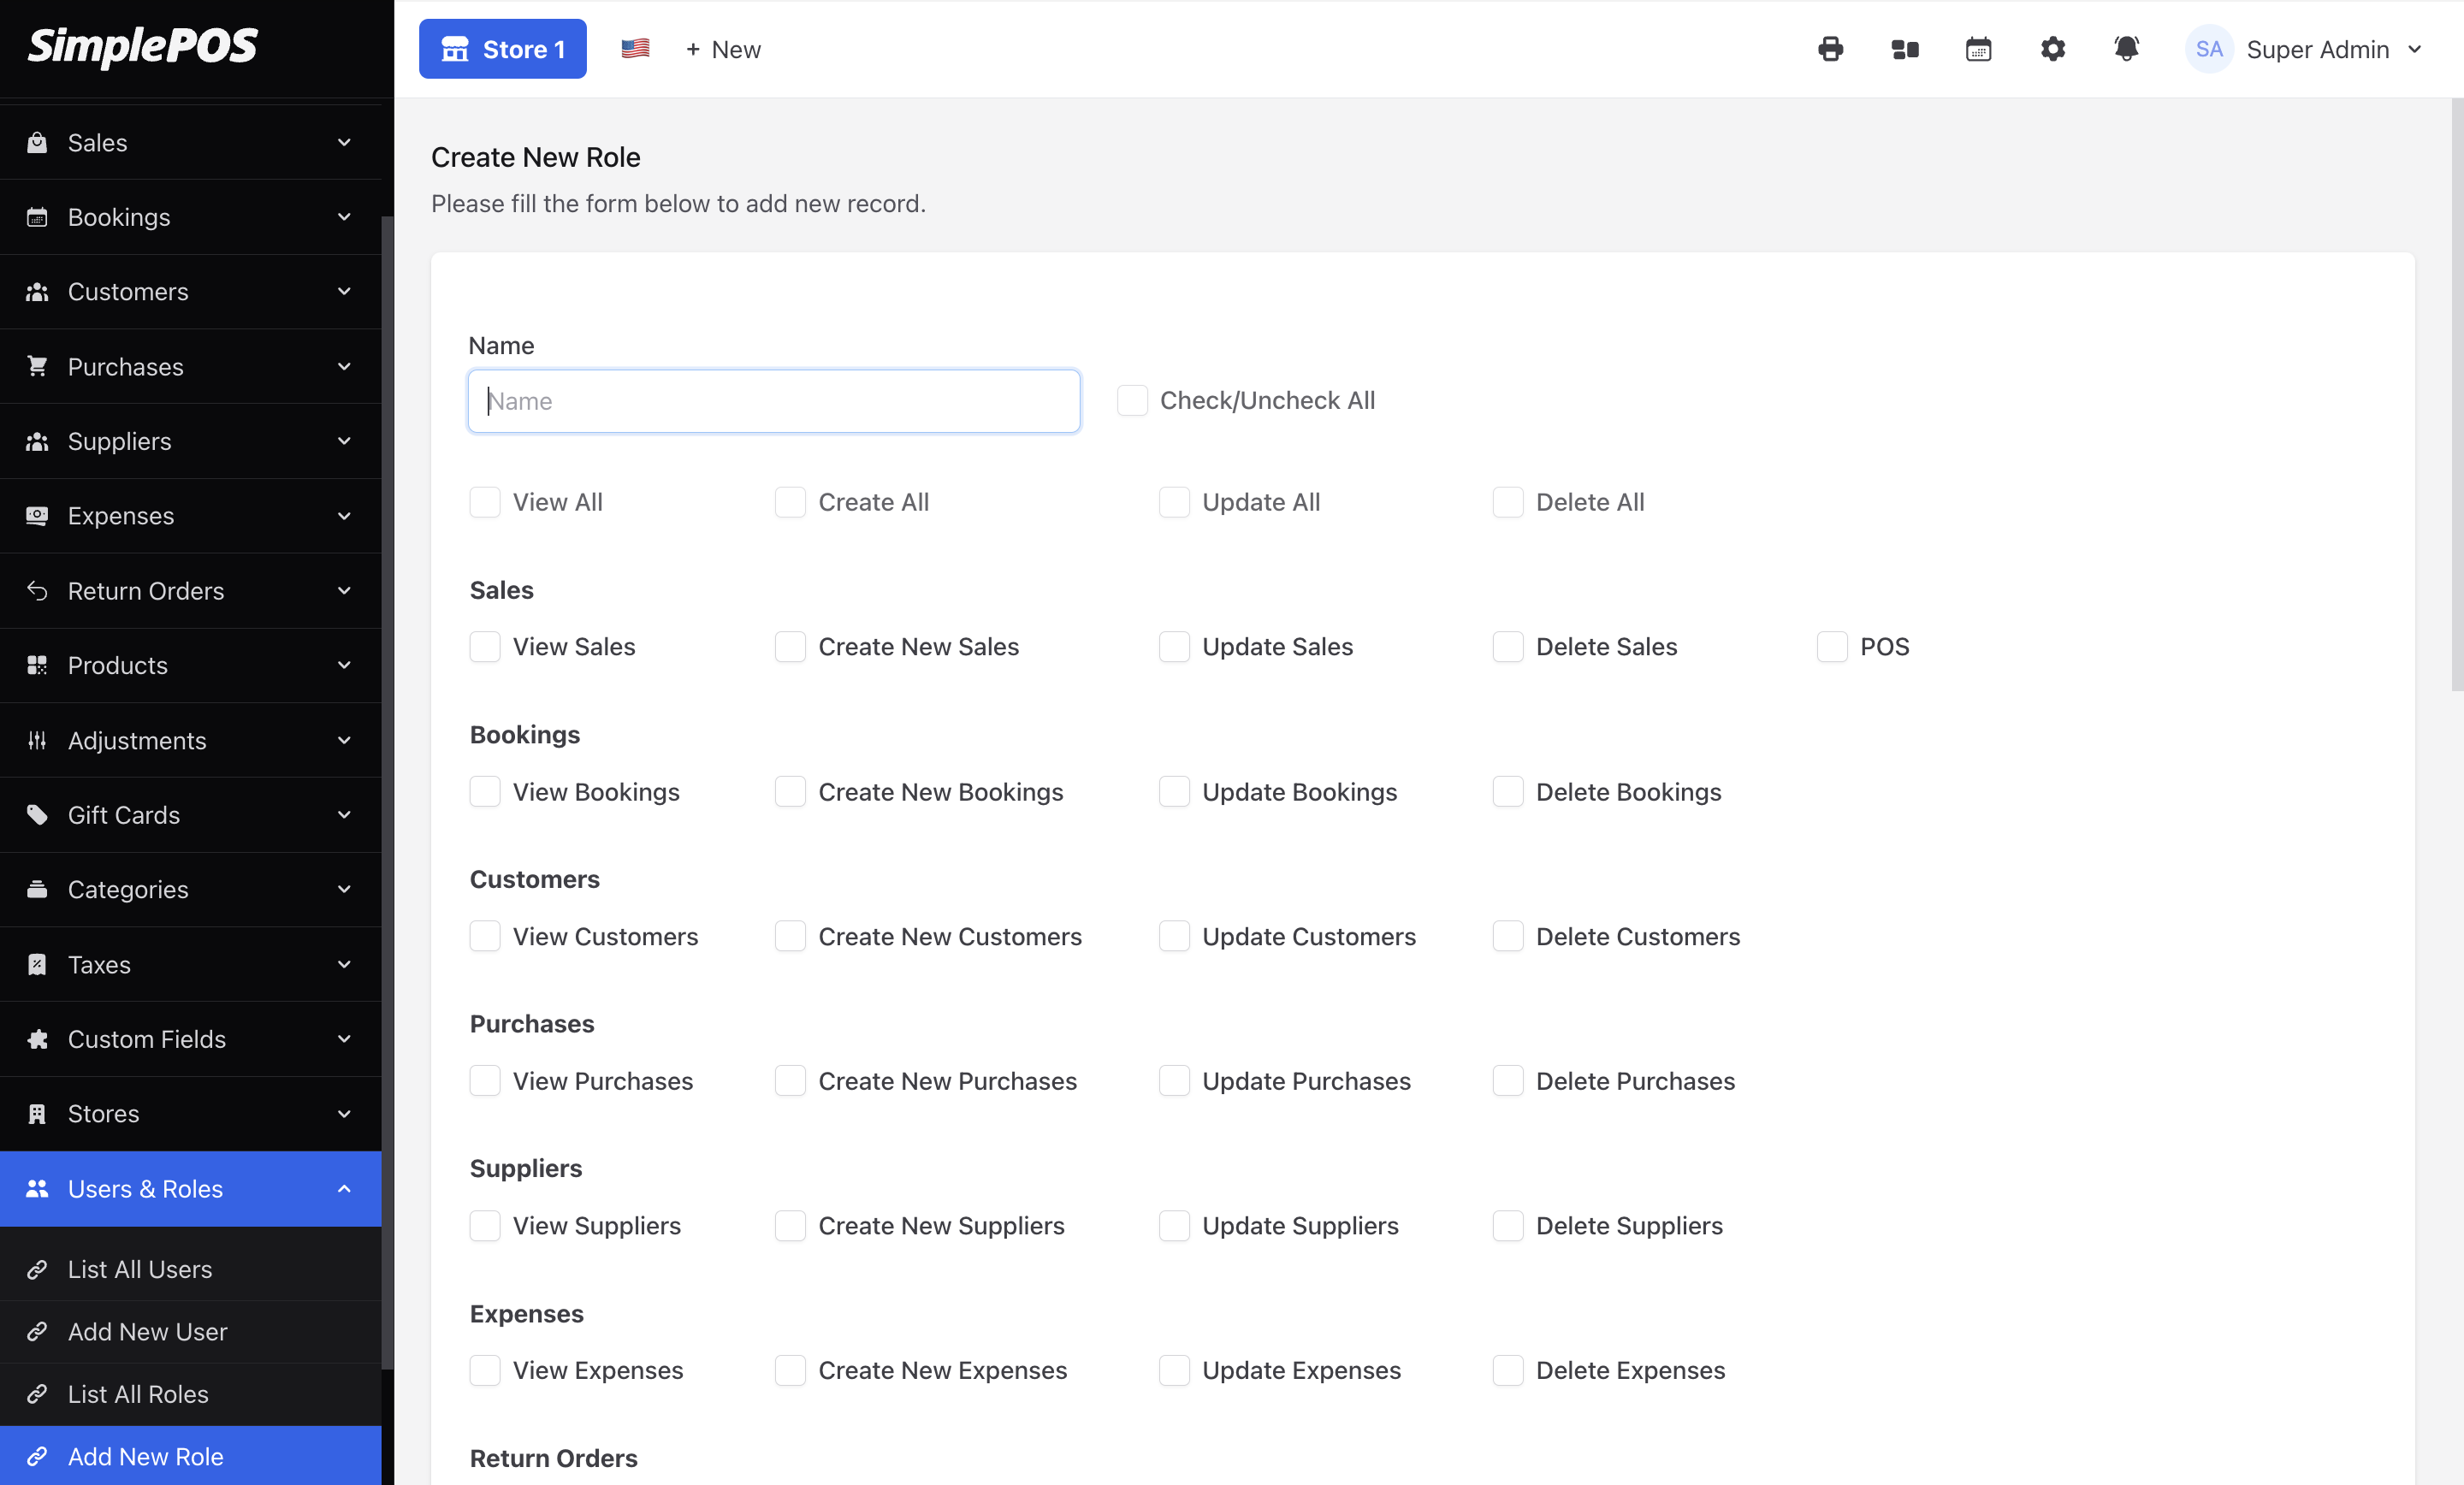 SimplePOS
Store 1
+ New
SA
Super Admin
Sales
Bookings
Customers
Purchases
Suppliers
Expenses
Return Orders
Products
Adjustments
Gift Cards
Categories
Taxes
Custom Fields
Stores
Users & Roles
List All Users
Add New User
List All Roles
Add New Role
Create New Role
Please fill the form below to add new record.
Name
Name
Check/Uncheck All
View All
Create All
Update All
Delete All
Sales
View Sales
Create New Sales
Update Sales
Delete Sales
POS
Bookings
View Bookings
Create New Bookings
Update Bookings
Delete Bookings
Customers
View Customers
Create New Customers
Update Customers
Delete Customers
Purchases
View Purchases
Create New Purchases
Update Purchases
Delete Purchases
Suppliers
View Suppliers
Create New Suppliers
Update Suppliers
Delete Suppliers
Expenses
View Expenses
Create New Expenses
Update Expenses
Delete Expenses
Return Orders